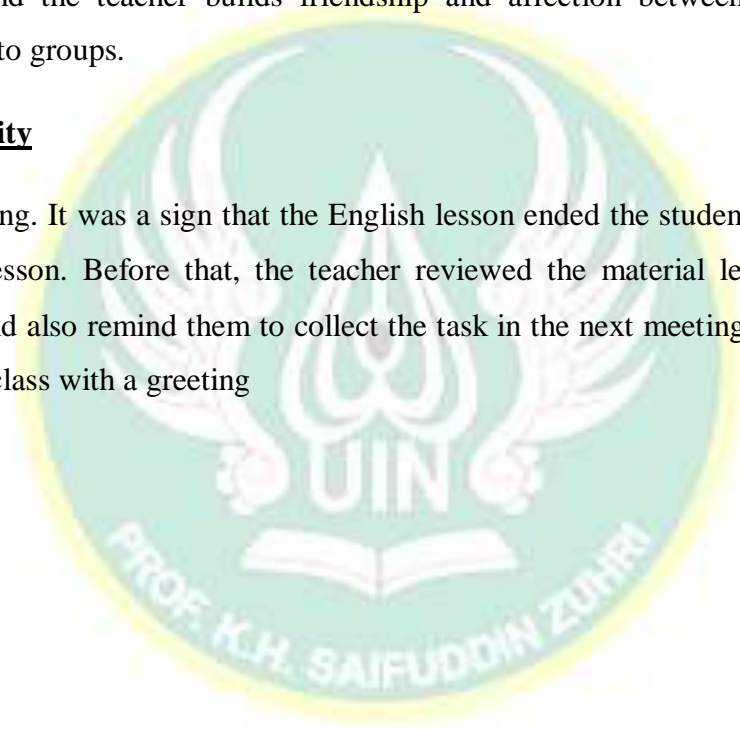 nd the teacher builds friendship and affection between
to groups.
ity
ng. It was a sign that the English lesson ended the studen
esson. Before that, the teacher reviewed the material le
nd also remind them to collect the task in the next meeting
class with a greeting
UIN
PROF. K.H. SAIFUDDIN ZUHRI